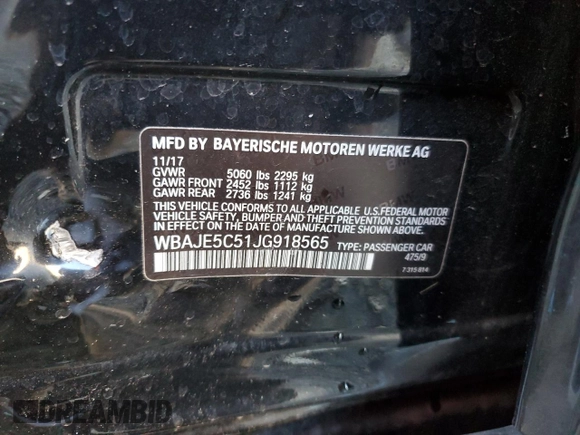 MFD BY BAYERISCHE MOTOREN WERKE AG
11/17
GVWR 5060 lbs 2295 kg
GAWR FRONT 2452 lbs 1112 kg
GAWR REAR 2736 lbs 1241 kg
THIS VEHICLE CONFORMS TO ALL APPLICABLE U.S.FEDERAL MOTOR
VEHICLE SAFETY, BUMPER, AND THEFT PREVENTION STANDARDS
IN EFFECT ON THE DATE OF MANUFACTURE SHOWN ABOVE.
WBAJE5C51JG918565 TYPE: PASSENGER CAR
475/9
7 315 814
DREAMBID